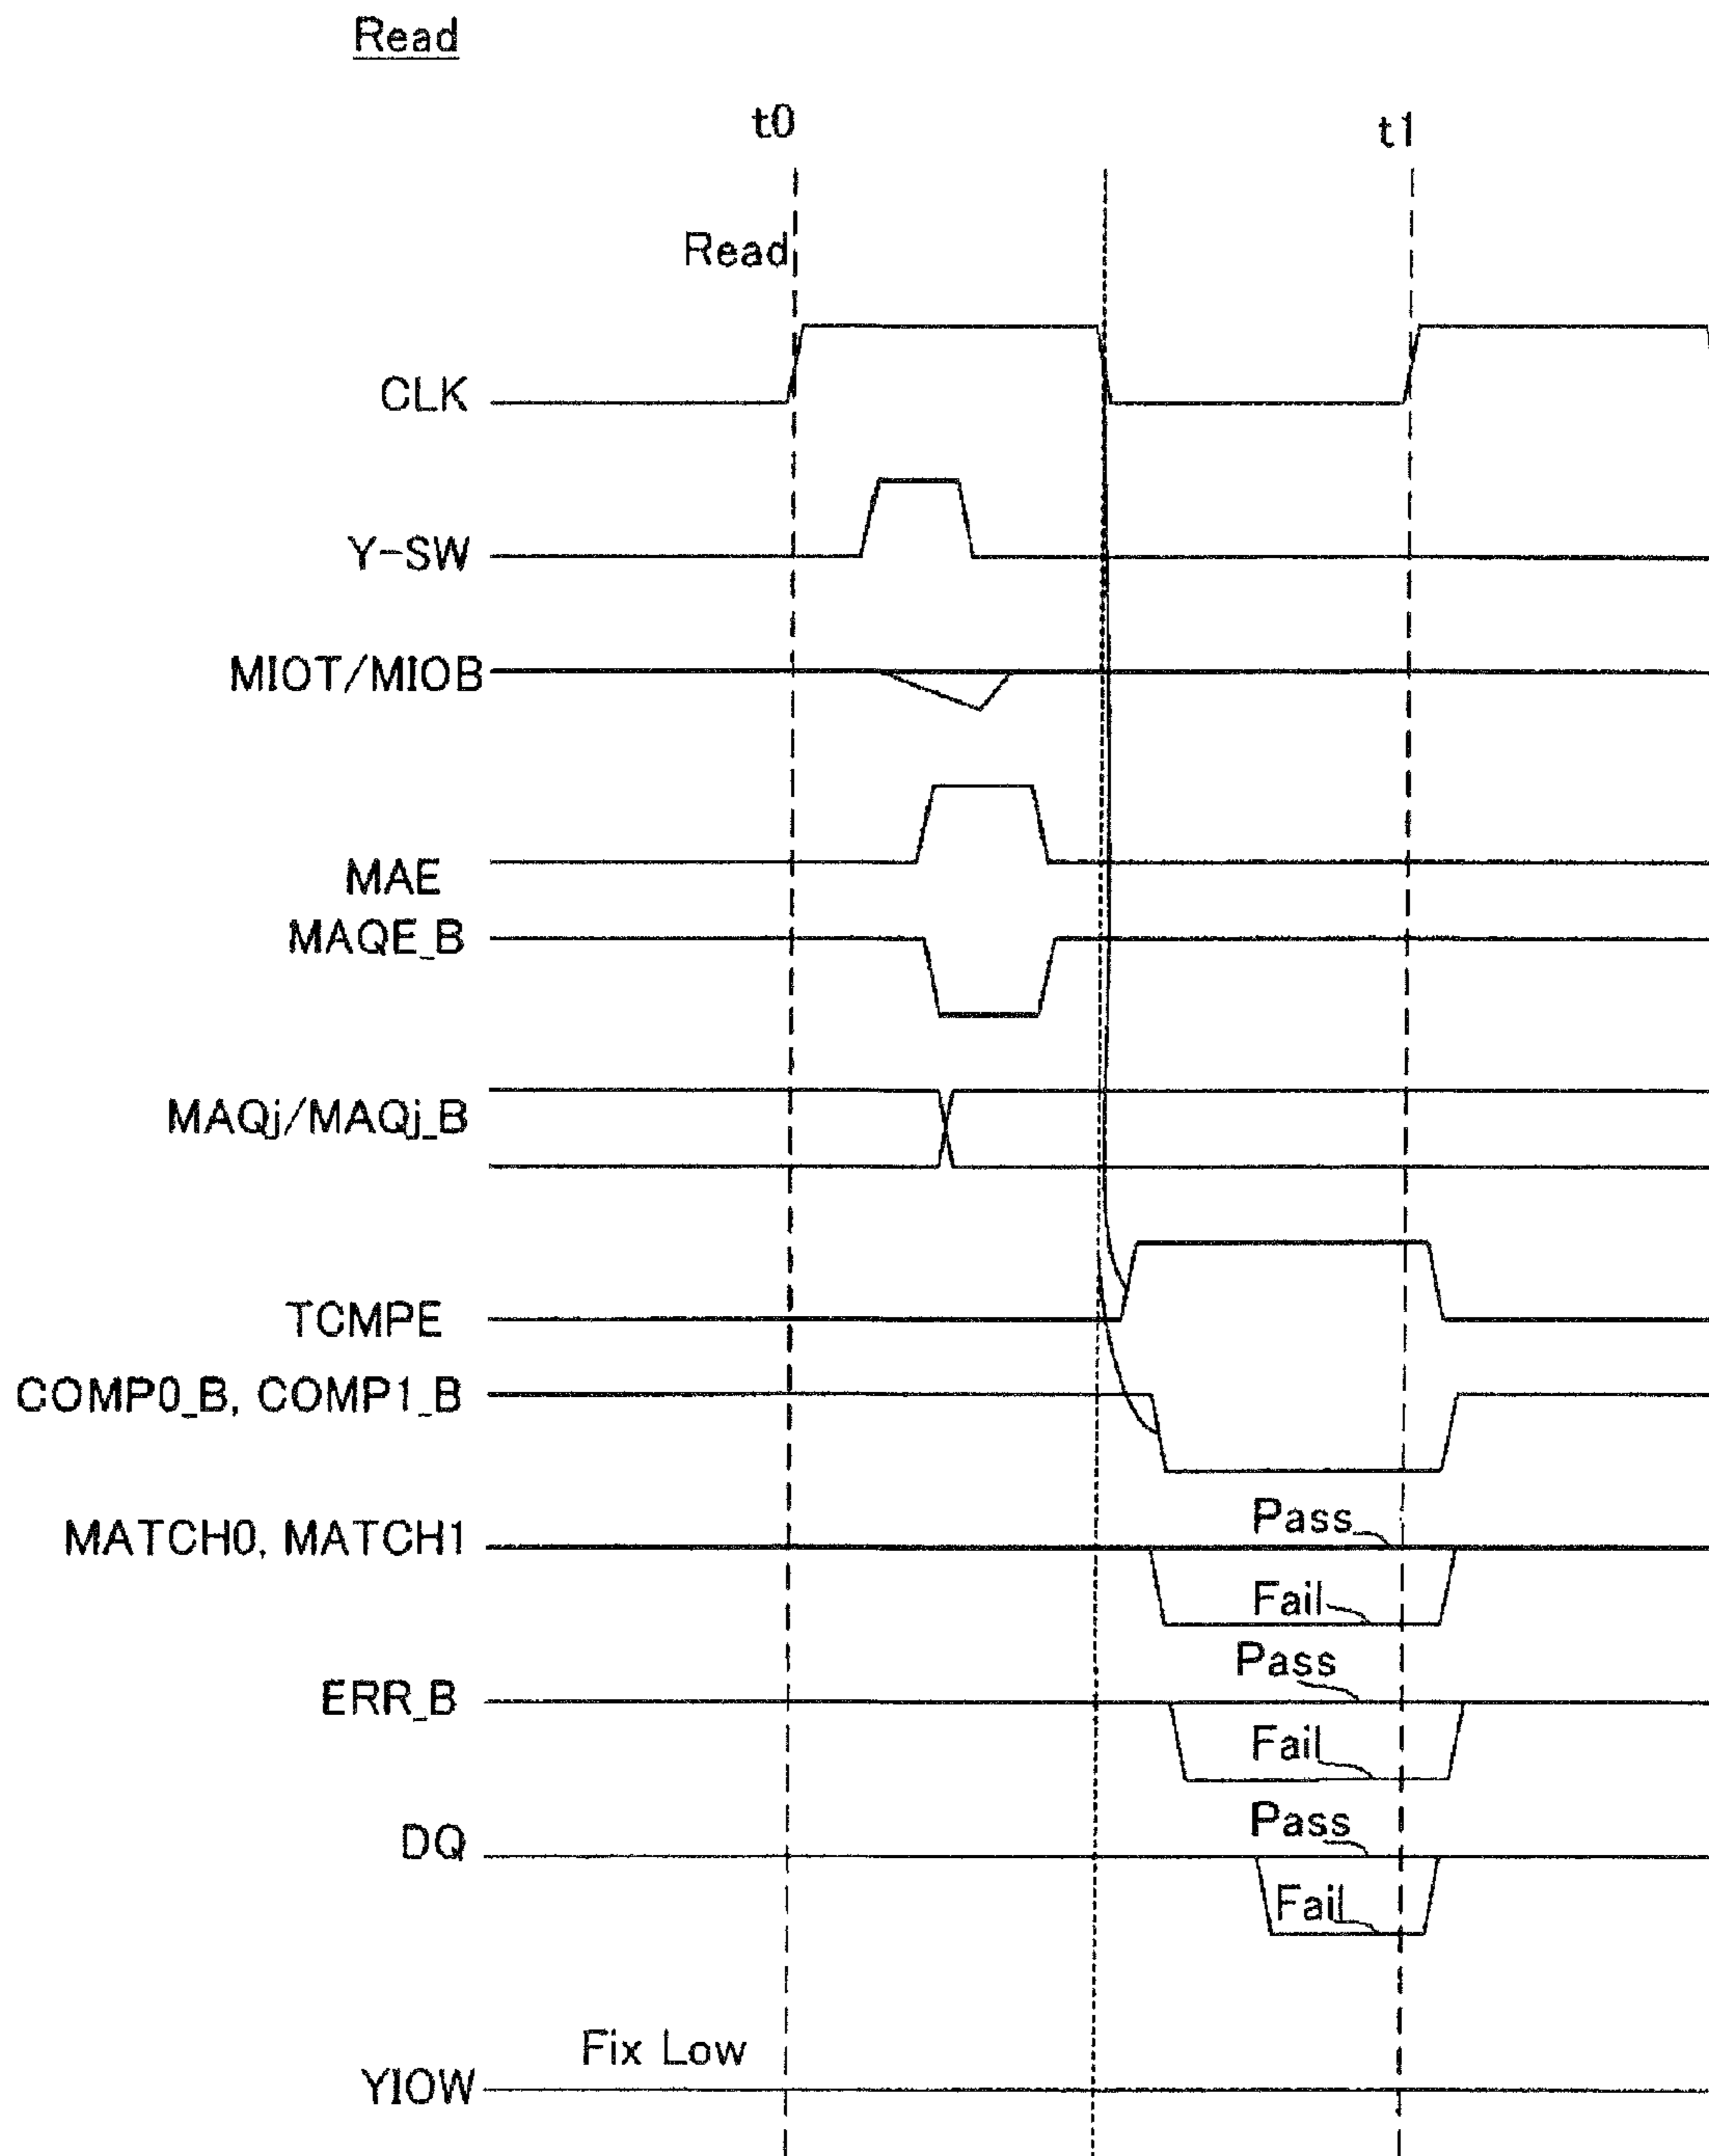 Read
t0
t1
Read
CLK
Y-SW
MIOT/MIOB
MAE
MAQE_B
MAQj/MAQj_B
TCMPE
COMP0_B, COMP1_B
Pass
MATCH0, MATCH1
Fail
Pass
ERR_B
Fail
Pass
DQ
Fail
Fix Low
YIOW